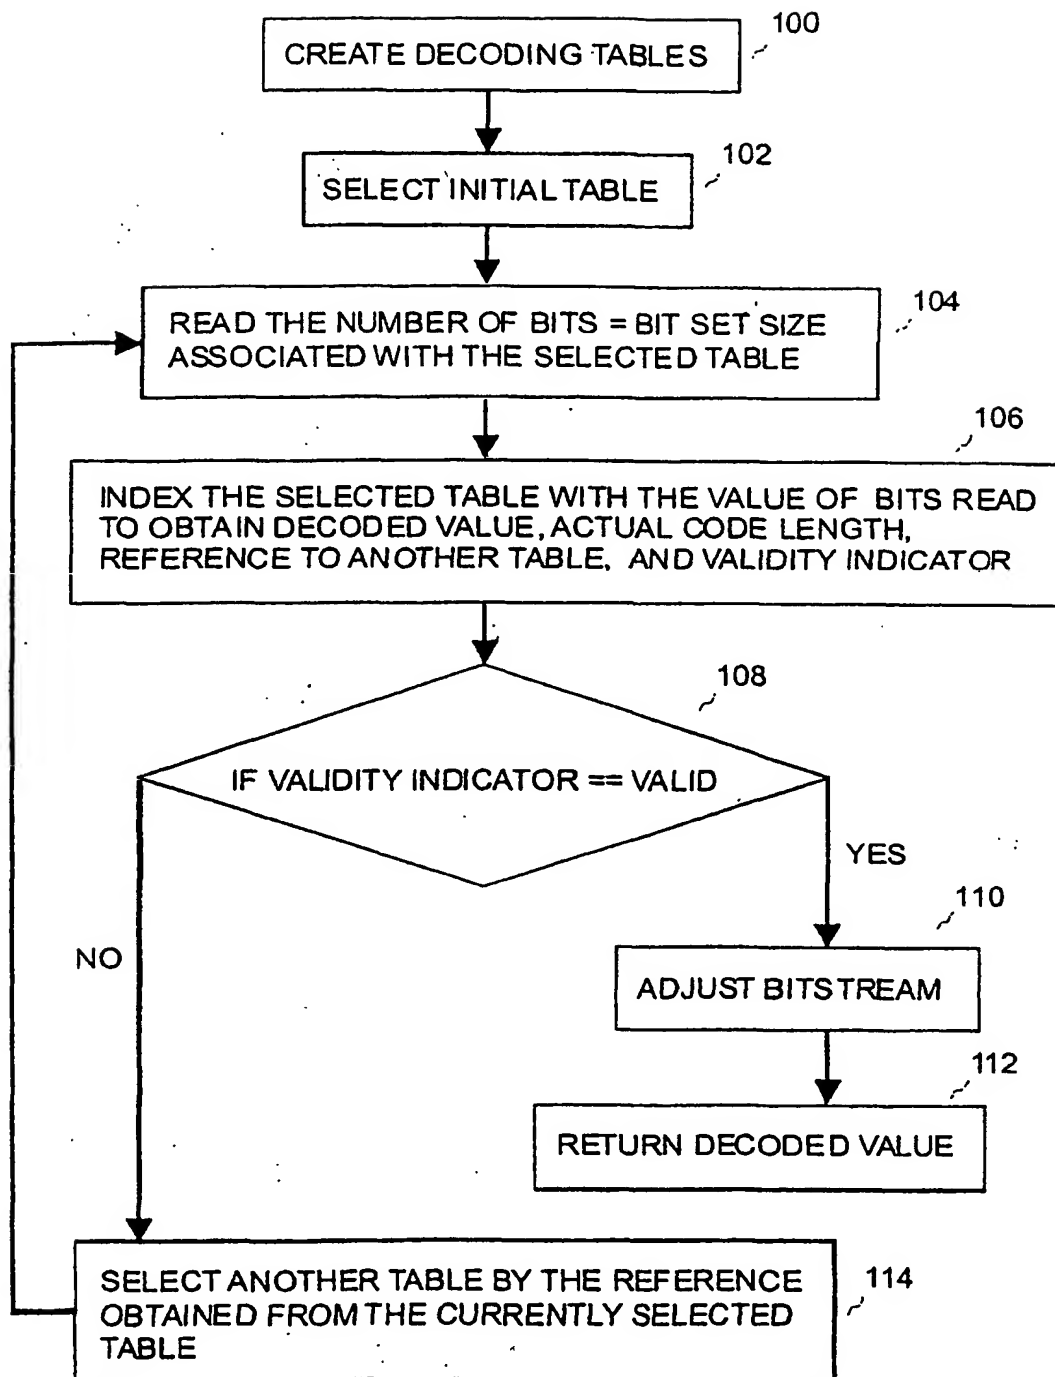 100
CREATE DECODING TABLES
102
SELECT INITIAL TABLE
104
READ THE NUMBER OF BITS = BIT SET SIZE
ASSOCIATED WITH THE SELECTED TABLE
106
INDEX THE SELECTED TABLE WITH THE VALUE OF BITS READ
TO OBTAIN DECODED VALUE, ACTUAL CODE LENGTH,
REFERENCE TO ANOTHER TABLE, AND VALIDITY INDICATOR
108
IF VALIDITY INDICATOR == VALID
YES
110
NO
ADJUST BITSTREAM
112
RETURN DECODED VALUE
114
SELECT ANOTHER TABLE BY THE REFERENCE
OBTAINED FROM THE CURRENTLY SELECTED
TABLE